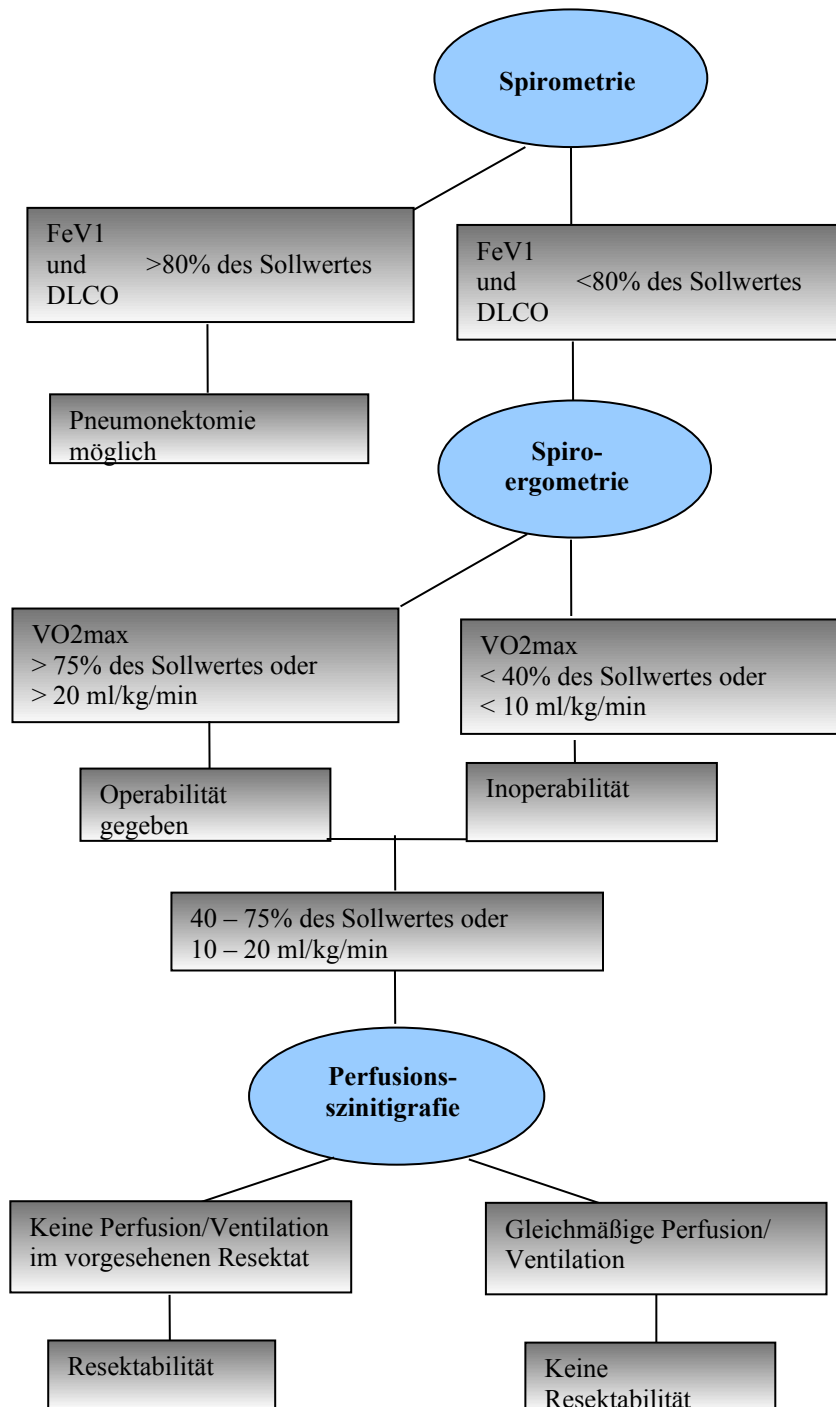 Spirometrie
FeV1
und >80% des Sollwertes
DLCO
FeV1
und <80% des Sollwertes
DLCO
Pneumonektomie
möglich
Spiro-
ergometrie
VO2max
> 75% des Sollwertes oder
> 20 ml/kg/min
VO2max
< 40% des Sollwertes oder
< 10 ml/kg/min
Operabilität
gegeben
Inoperabilität
40 – 75% des Sollwertes oder
10 – 20 ml/kg/min
Perfusions-
szinitigrafie
Keine Perfusion/Ventilation
im vorgesehenen Resektat
Gleichmäßige Perfusion/
Ventilation
Resektabilität
Keine
Resektabilität